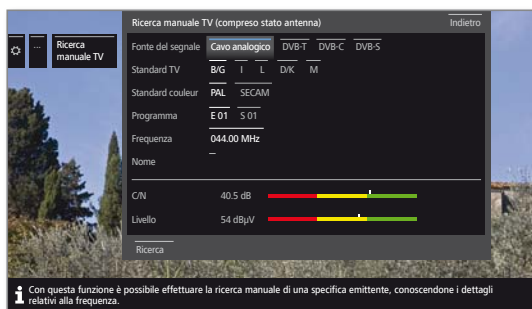 Ricerca manuale TV (compreso stato antenna) Indietro
...
Ricerca
manuale TV
Fonte del segnale Cavo analogico DVB-T DVB-C DVB-S
Standard TV B/G I L D/K M
Standard couleur PAL SECAM
Programma E 01 S 01
Frequenza 044.00 MHz
Nome –
C/N 40.5 dB
Livello 54 dBµV
Ricerca
i Con questa funzione è possibile effettuare la ricerca manuale di una specifica emittente, conoscendone i dettagli
relativi alla frequenza.